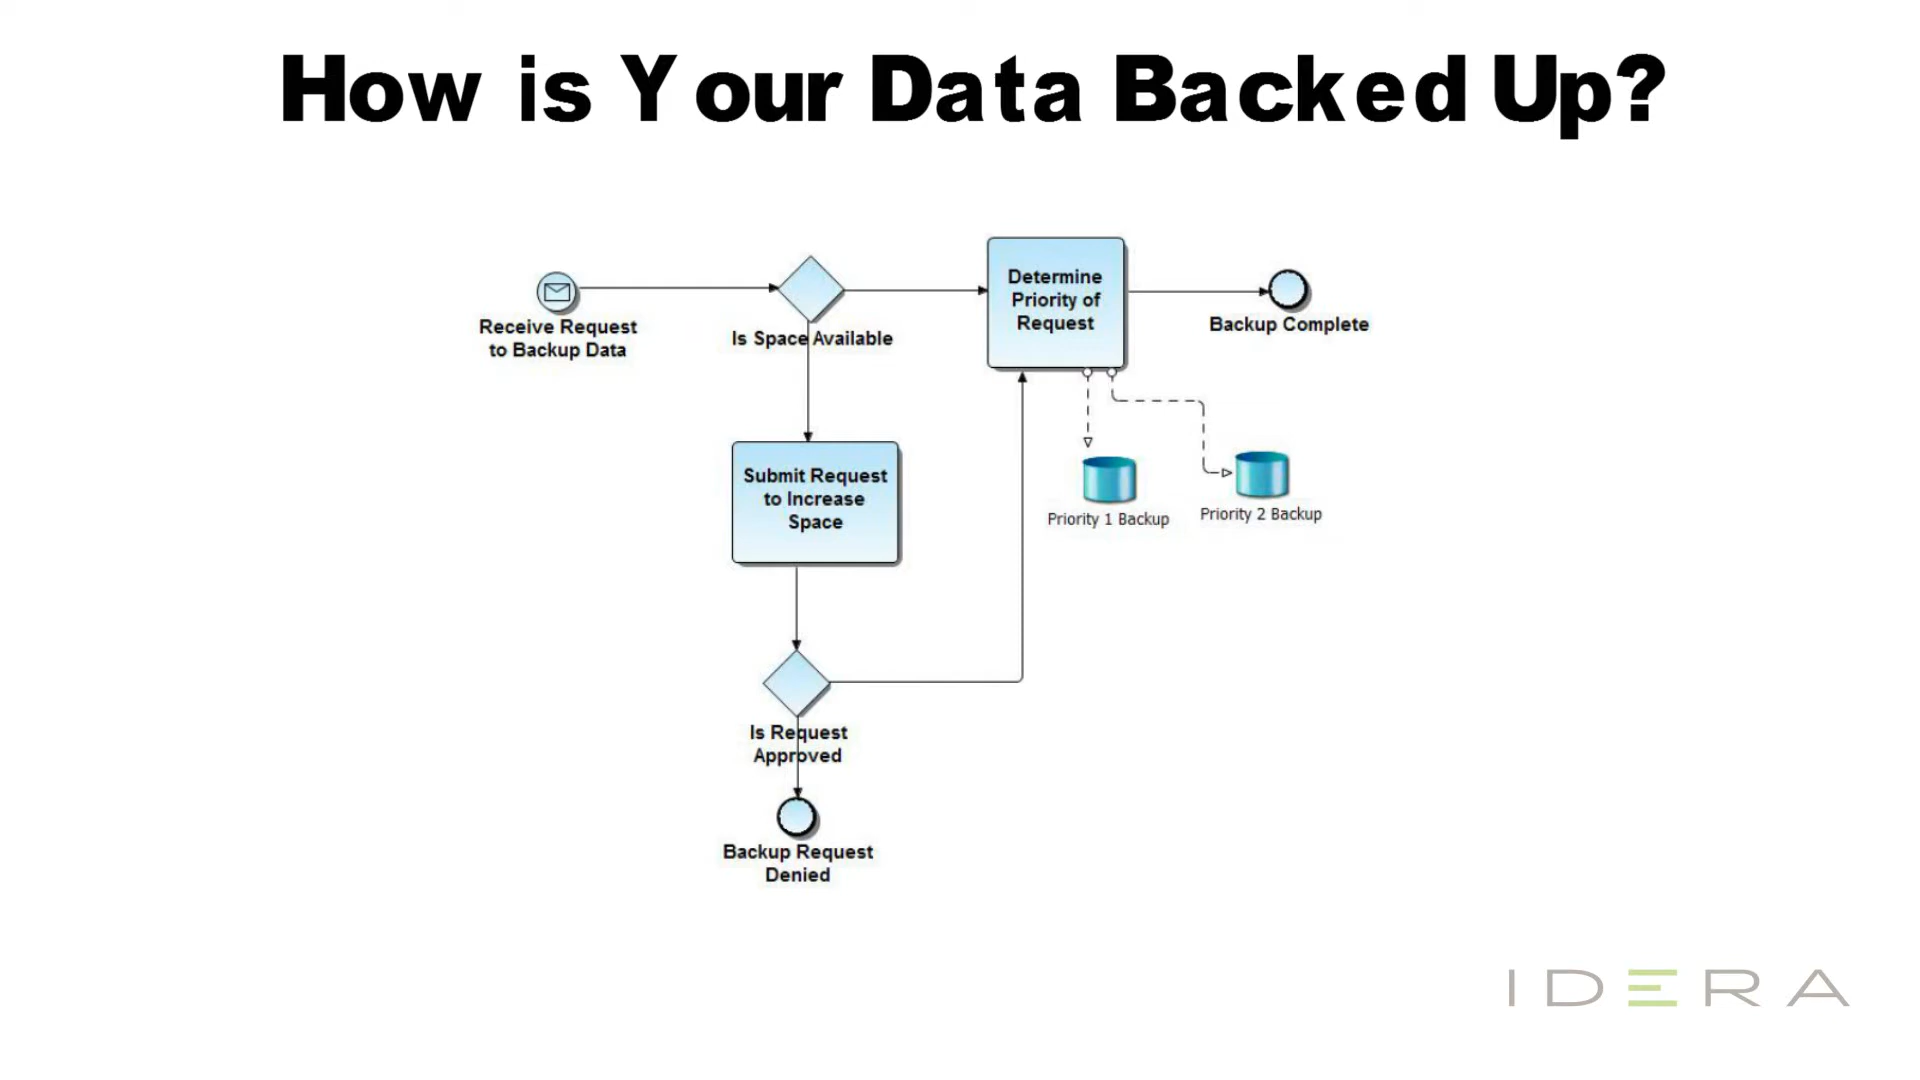 How is Your Data Backed Up?
Determine
Priority of
Request
Receive Request
to Backup Data
Is Space Available
Backup Complete
Submit Request
to Increase
Space
Priority 1 Backup
Priority 2 Backup
Is Request
Approved
Backup Request
Denied
IDERA